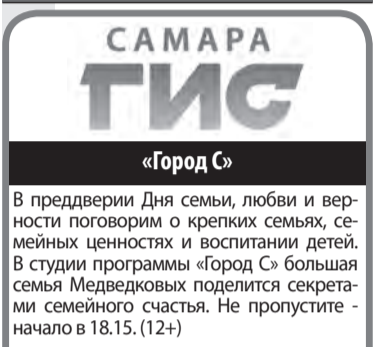 САМАРА
ГИС
«Город С»
В преддверии Дня семьи, любви и вер-
ности поговорим о крепких семьях, се-
мейных ценностях и воспитании детей.
В студии программы «Город С» большая
семья Медведковых поделится секрета-
ми семейного счастья. Не пропустите -
начало в 18.15. (12+)